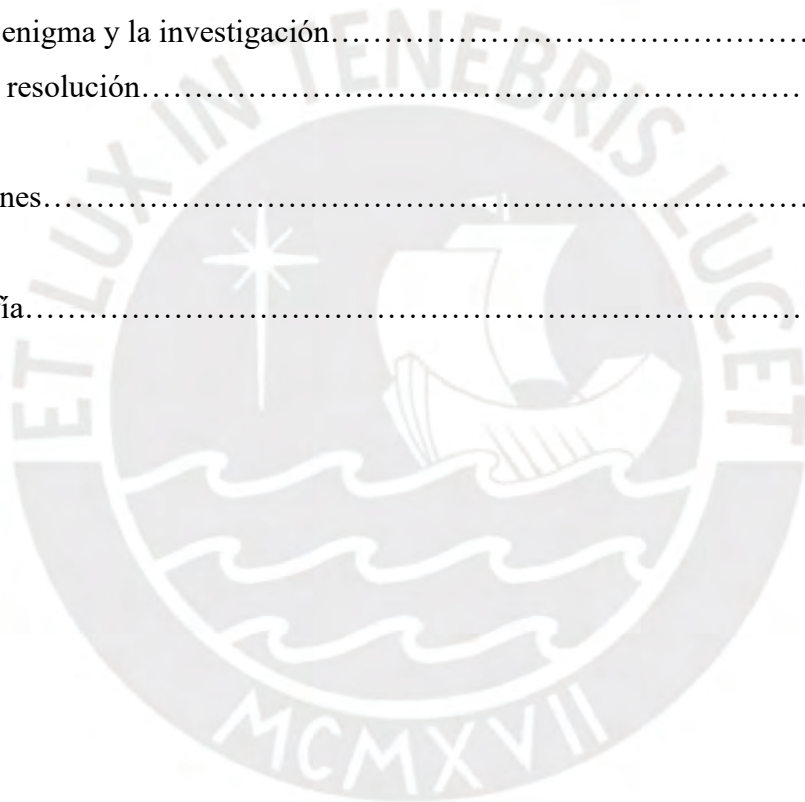 enigma y la investigación……………………………………………………
resolución……………………………………………………………………
nes……………………………………………………………………………
ía………………………………………………………………………………
ET LUX IN TENEBRIS LUCET
MCMXVII